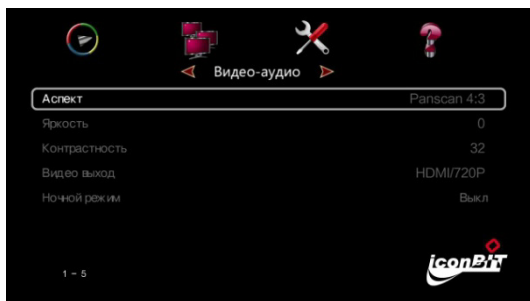 Видео-аудио
Аспект Panscan 4:3
Яркость 0
Контрастность 32
Видео выход HDMI/720P
Ночной режим Выкл
1 - 5
iconBIT